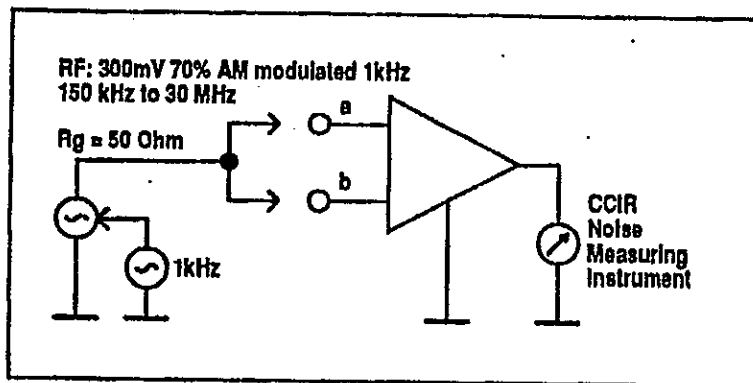 RF: 300mV 70% AM modulated 1kHz
150 kHz to 30 MHz
Rg = 50 Ohm
a
b
1kHz
CCIR
Noise
Measuring
Instrument